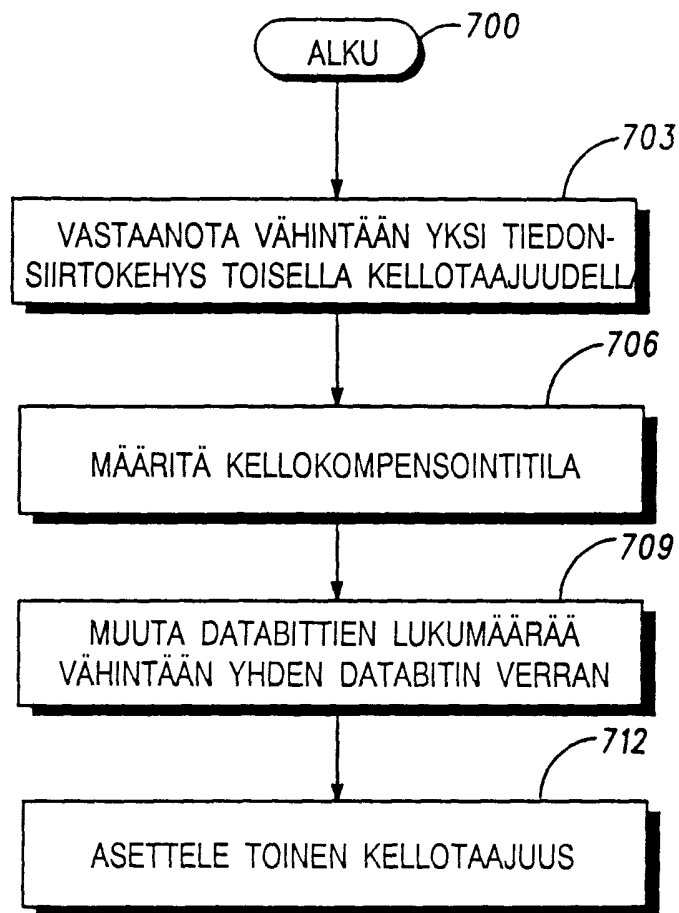 700
ALKU
703
VASTAANOTA VÄHINTÄÄN YKSI TIEDON-
SIIRTOKEHYS TOISELLA KELLOTAAJUUDELLA
706
MÄÄRITÄ KELLOKOMPENSOINTITILA
709
MUUTA DATABITTIEN LUKUMÄÄRÄÄ
VÄHINTÄÄN YHDEN DATABITIN VERRAN
712
ASETTELE TOINEN KELLOTAAJUUS